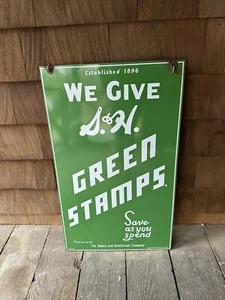 Established 1896
WE GIVE
S.&H.
GREEN
STAMPS.
Save
as you
spend
The Sperry and Hutchinson Company